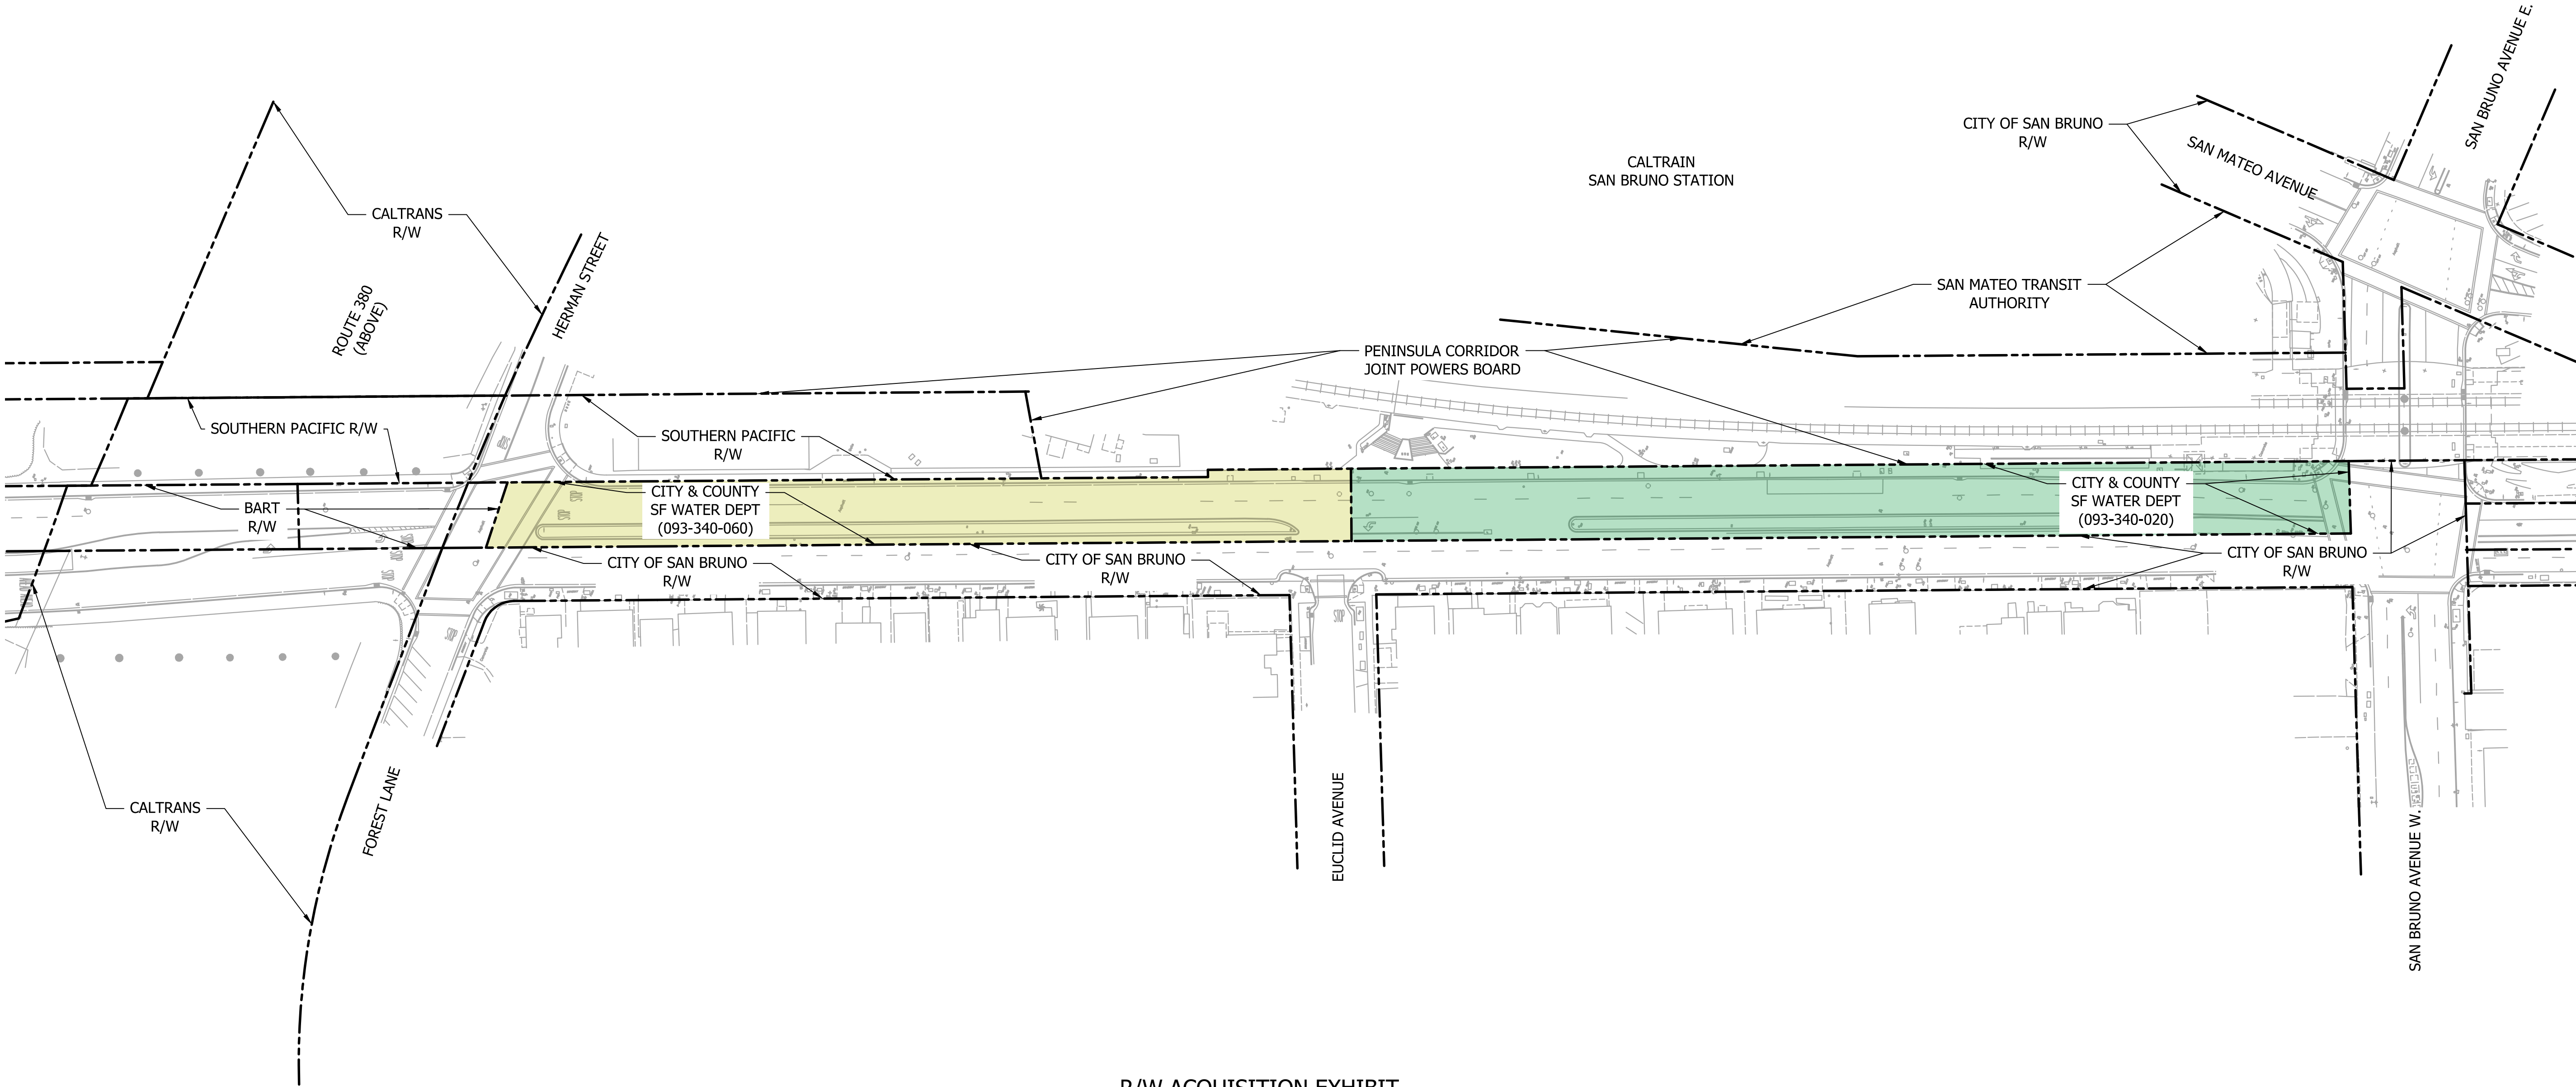 SAN BRUNO AVENUE E.
CITY OF SAN BRUNO
R/W
SAN MATEO AVENUE
CALTRAIN
SAN BRUNO STATION
CALTRANS
R/W
HERMAN STREET
ROUTE 380
(ABOVE)
SAN MATEO TRANSIT
AUTHORITY
PENINSULA CORRIDOR
JOINT POWERS BOARD
SOUTHERN PACIFIC R/W
SOUTHERN PACIFIC
R/W
BART
R/W
CITY & COUNTY
SF WATER DEPT
(093-340-060)
CITY & COUNTY
SF WATER DEPT
(093-340-020)
CITY OF SAN BRUNO
R/W
CITY OF SAN BRUNO
R/W
CITY OF SAN BRUNO
R/W
CALTRANS
R/W
FOREST LANE
EUCLID AVENUE
SAN BRUNO AVENUE W.
R/W ACQUISITION EXHIBIT